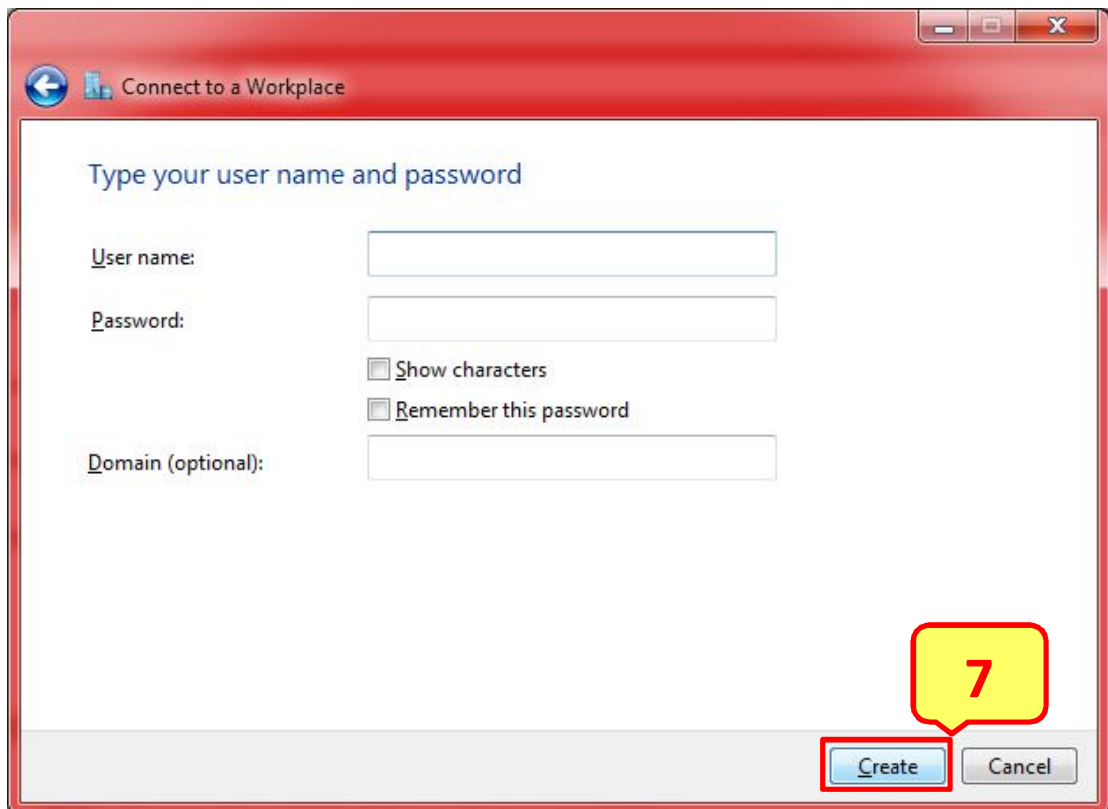 Connect to a Workplace
Type your user name and password
User name:
Password:
Show characters
Remember this password
Domain (optional):
7
Create
Cancel